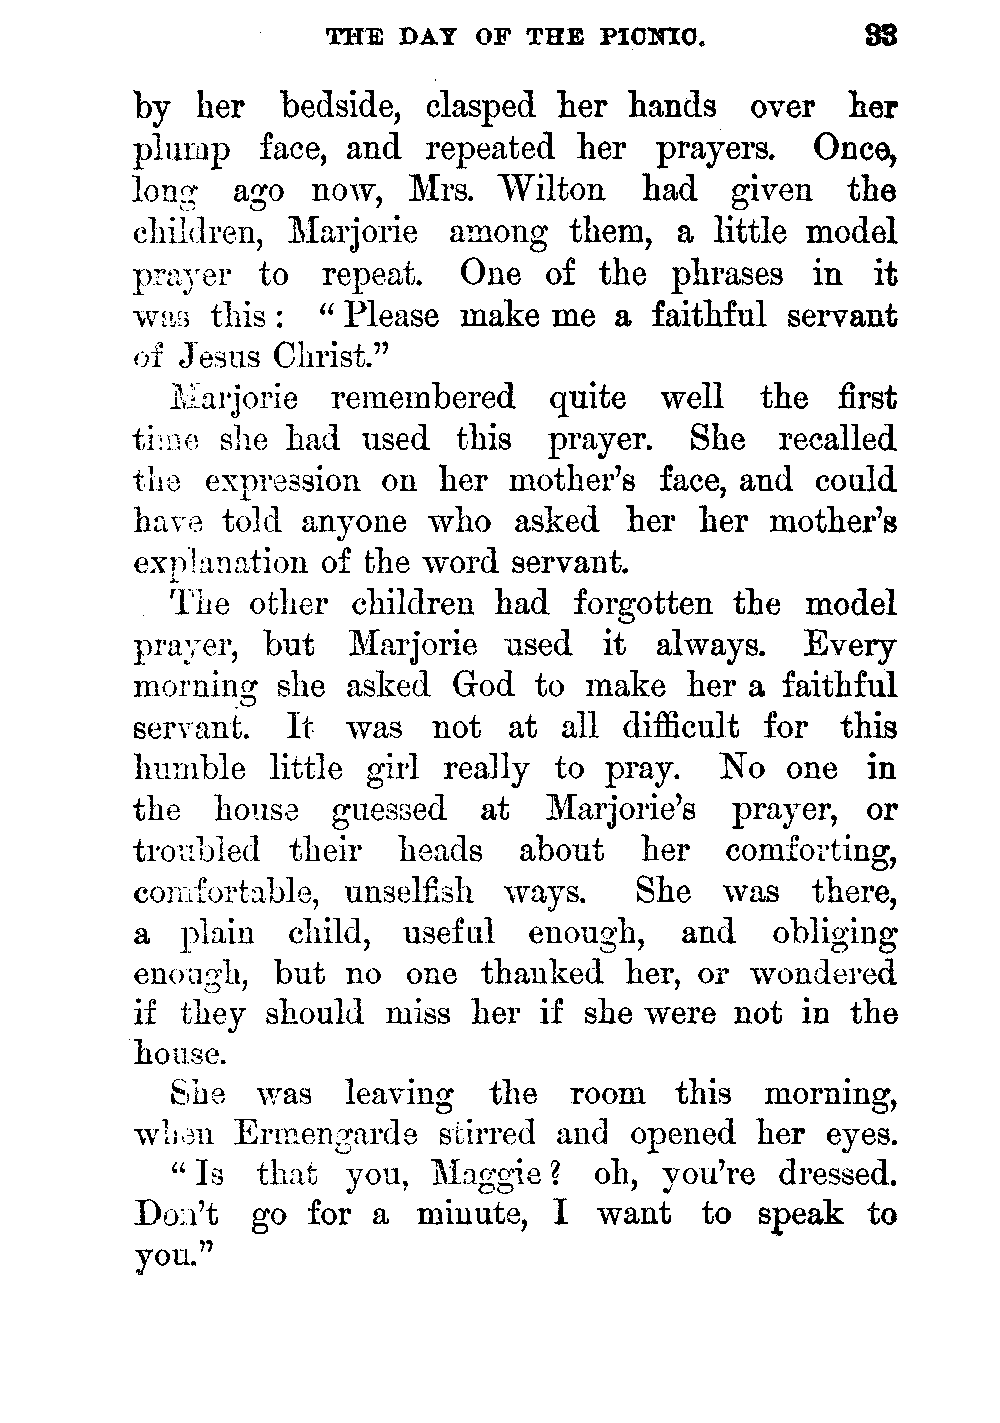 THE DAY OF THE PICNIC. 33
by her bedside, clasped her hands over her
plump face, and repeated her prayers. Once,
long ago now, Mrs. Wilton had given the
children, Marjorie among them, a little model
prayer to repeat. One of the phrases in it
was this: "Please make me a faithful servant
of Jesus Christ."
Marjorie remembered quite well the first
time she had used this prayer. She recalled
the expression on her mother's face, and could
have told anyone who asked her her mother's
explanation of the word servant.
The other children had forgotten the model
prayer, but Marjorie used it always. Every
morning she asked God to make her a faithful
servant. It was not at all difficult for this
humble little girl really to pray. No one in
the house guessed at Marjorie's prayer, or
troubled their heads about her comforting,
comfortable, unselfish ways. She was there,
a plain child, useful enough, and obliging
enough, but no one thanked her, or wondered
if they should miss her if she were not in the
house.
She was leaving the room this morning,
when Ermengarde stirred and opened her eyes.
"Is that you, Maggie? oh, you're dressed.
Don't go for a minute, I want to speak to
you."